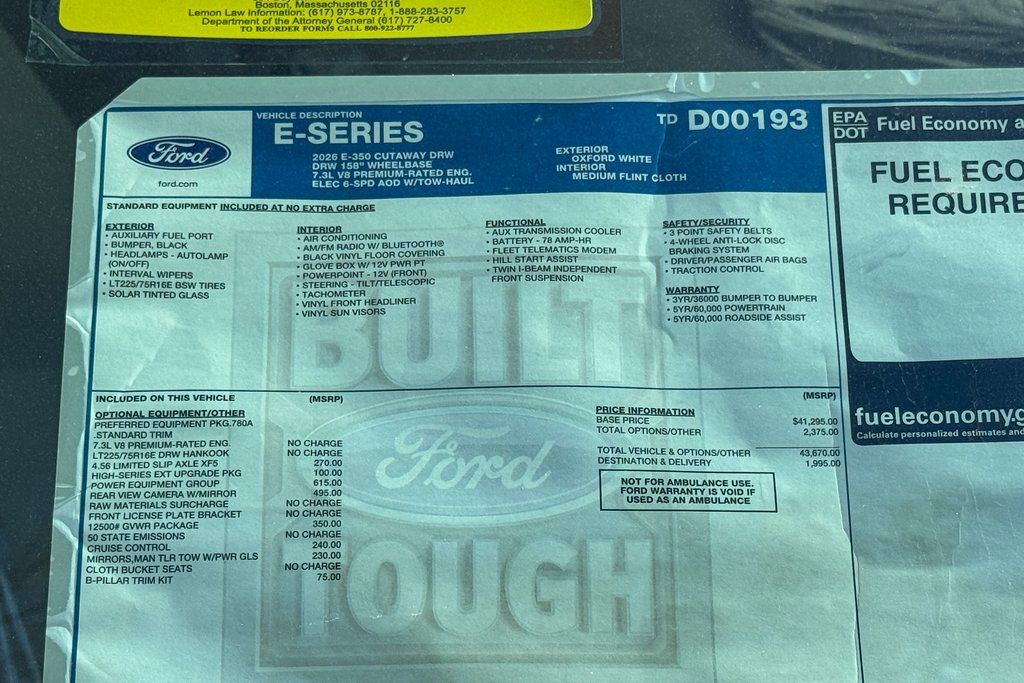 Boston, Massachusetts 02116
Lemon Law Information: (617) 973-8787, 1-888-283-3757
Department of the Attorney General (617) 727-8400
TO REORDER FORMS CALL 800-922-8777
Ford
ford.com
VEHICLE DESCRIPTION
E-SERIES
2026 E-350 CUTAWAY DRW
DRW 158" WHEELBASE
7.3L V8 PREMIUM-RATED ENG.
ELEC 6-SPD AOD W/TOW-HAUL
EXTERIOR
OXFORD WHITE
INTERIOR
MEDIUM FLINT CLOTH
TD D00193
STANDARD EQUIPMENT INCLUDED AT NO EXTRA CHARGE
EXTERIOR
• AUXILIARY FUEL PORT
• BUMPER, BLACK
• HEADLAMPS - AUTOLAMP
(ON/OFF)
• INTERVAL WIPERS
• LT225/75R16E BSW TIRES
• SOLAR TINTED GLASS
INTERIOR
• AIR CONDITIONING
• AM/FM RADIO W/ BLUETOOTH®
• BLACK VINYL FLOOR COVERING
• GLOVE BOX W/ 12V PWR PT
• POWERPOINT - 12V (FRONT)
• STEERING - TILT/TELESCOPIC
• TACHOMETER
• VINYL FRONT HEADLINER
• VINYL SUN VISORS
FUNCTIONAL
• AUX TRANSMISSION COOLER
• BATTERY - 78 AMP-HR
• FLEET TELEMATICS MODEM
• HILL START ASSIST
• TWIN I-BEAM INDEPENDENT
FRONT SUSPENSION
SAFETY/SECURITY
• 3 POINT SAFETY BELTS
• 4-WHEEL ANTI-LOCK DISC
BRAKING SYSTEM
• DRIVER/PASSENGER AIR BAGS
• TRACTION CONTROL
WARRANTY
• 3YR/36000 BUMPER TO BUMPER
• 5YR/60,000 POWERTRAIN
• 5YR/60,000 ROADSIDE ASSIST
BUILT
Ford
TOUGH
INCLUDED ON THIS VEHICLE (MSRP)
OPTIONAL EQUIPMENT/OTHER
PREFERRED EQUIPMENT PKG.780A
.STANDARD TRIM
7.3L V8 PREMIUM-RATED ENG. NO CHARGE
LT225/75R16E DRW HANKOOK NO CHARGE
4.56 LIMITED SLIP AXLE XF5 270.00
HIGH-SERIES EXT UPGRADE PKG 100.00
POWER EQUIPMENT GROUP 615.00
REAR VIEW CAMERA W/MIRROR 495.00
RAW MATERIALS SURCHARGE NO CHARGE
FRONT LICENSE PLATE BRACKET NO CHARGE
12500# GVWR PACKAGE 350.00
50 STATE EMISSIONS NO CHARGE
CRUISE CONTROL 240.00
MIRRORS,MAN TLR TOW W/PWR GLS 230.00
CLOTH BUCKET SEATS NO CHARGE
B-PILLAR TRIM KIT 75.00
(MSRP)
PRICE INFORMATION
BASE PRICE $41,295.00
TOTAL OPTIONS/OTHER 2,375.00
TOTAL VEHICLE & OPTIONS/OTHER 43,670.00
DESTINATION & DELIVERY 1,995.00
NOT FOR AMBULANCE USE.
FORD WARRANTY IS VOID IF
USED AS AN AMBULANCE
EPA
DOT
Fuel Economy a
FUEL ECO
REQUIRE
fueleconomy.g
Calculate personalized estimates and